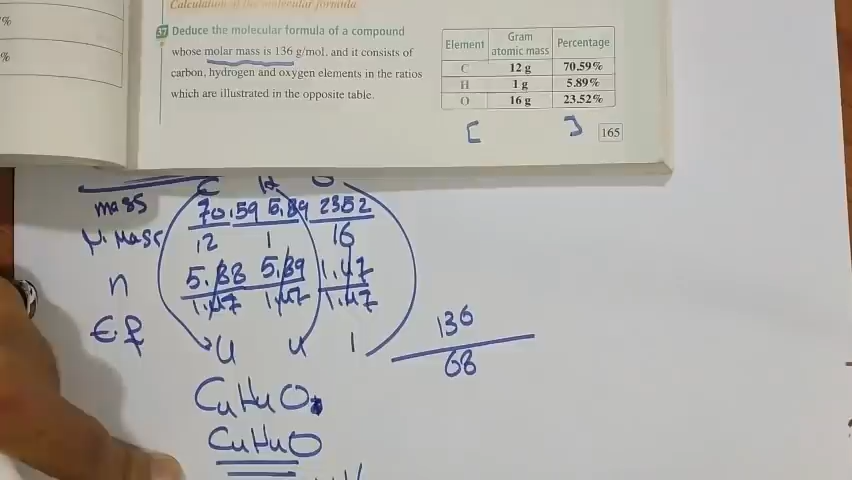 Calculation of the molecular formula
%
%
37 Deduce the molecular formula of a compound
whose molar mass is 136 g/mol. and it consists of
carbon, hydrogen and oxygen elements in the ratios
which are illustrated in the opposite table.
Element Gram atomic mass Percentage
C 12 g 70.59%
H 1 g 5.89%
O 16 g 23.52%
[ ]
165
C H O
mass 70.59 5.89 2352
M. Mass 12 1 16
n 5.88 5.89 1.47
1.47 1.47 1.47
E.F 4 4 1
136
68
C4H4O
C4H4O